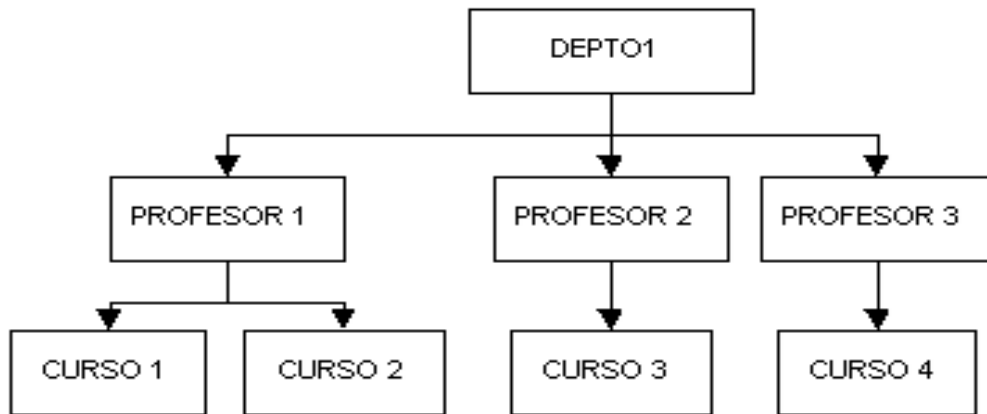 DEPTO1
PROFESOR 1
PROFESOR 2
PROFESOR 3
CURSO 1
CURSO 2
CURSO 3
CURSO 4